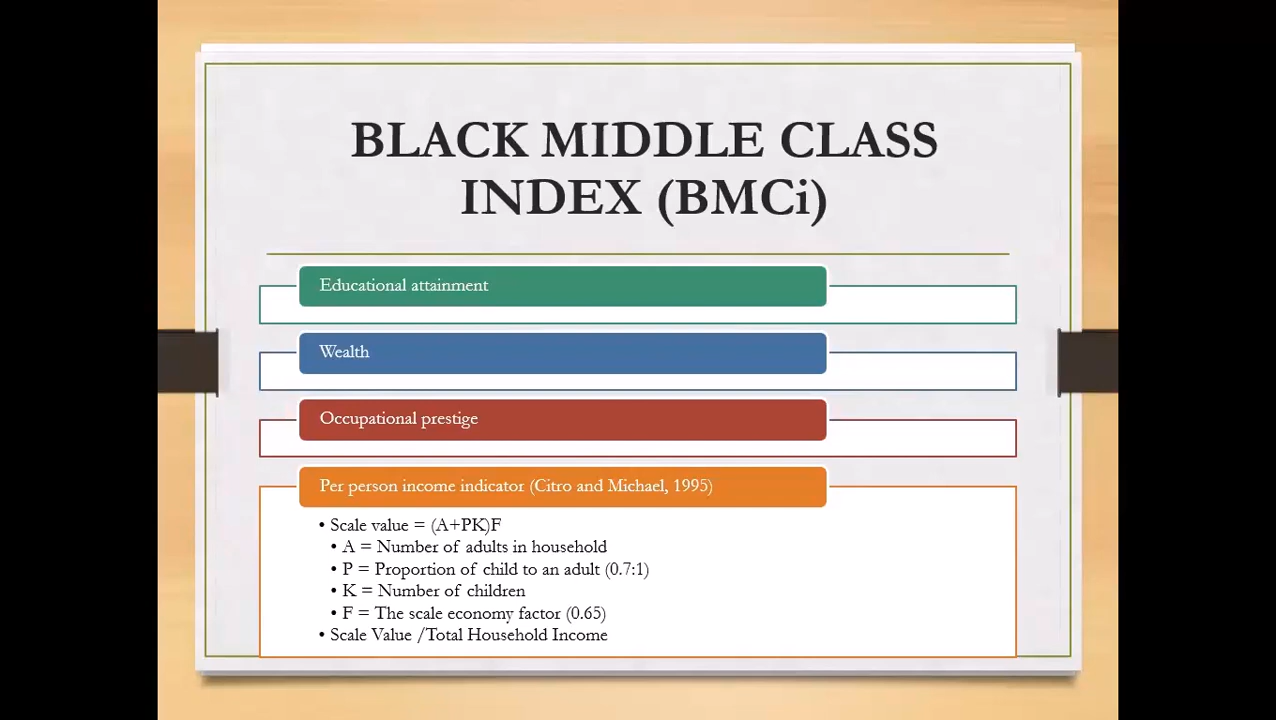 BLACK MIDDLE CLASS
INDEX (BMCi)
Educational attainment
Wealth
Occupational prestige
Per person income indicator (Citro and Michael, 1995)
• Scale value = (A+PK)F
• A = Number of adults in household
• P = Proportion of child to an adult (0.7:1)
• K = Number of children
• F = The scale economy factor (0.65)
• Scale Value /Total Household Income